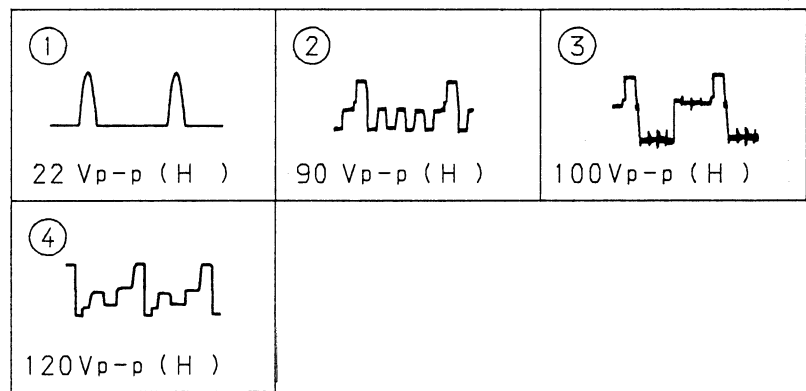 ① ② ③
22 Vp-p ( H ) 90 Vp-p ( H ) 100Vp-p ( H )
④
120Vp-p ( H )